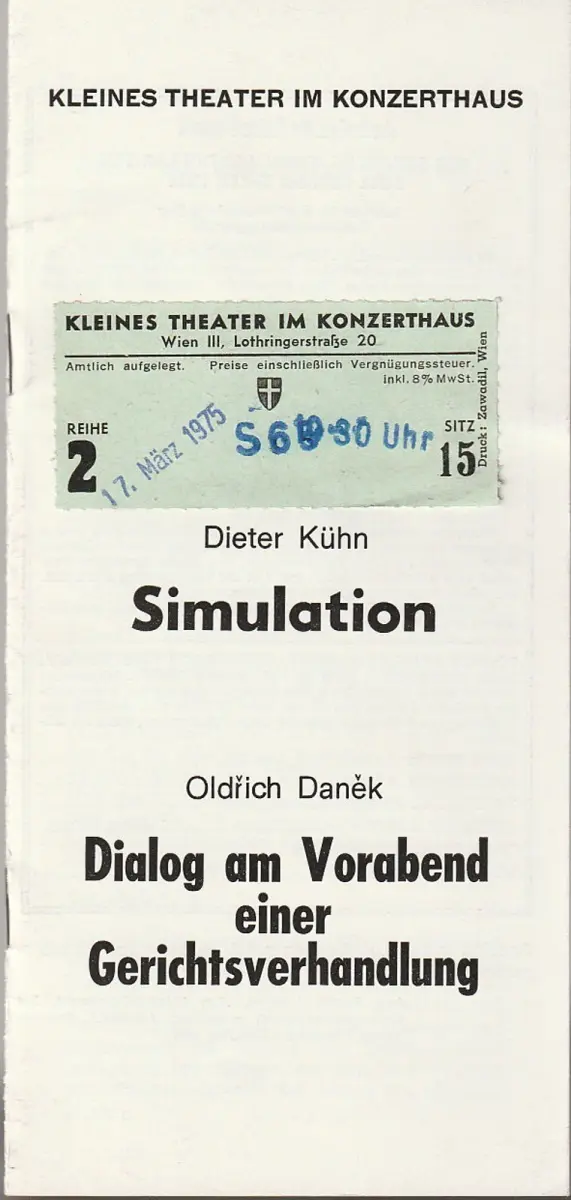 KLEINES THEATER IM KONZERTHAUS
KLEINES THEATER IM KONZERTHAUS
Wien III, Lothringerstraße 20
Amtlich aufgelegt. Preise einschließlich Vergnügungssteuer.
inkl. 8% MwSt.
Druck: Zawadil, Wien
REIHE
2
17. März 1975
Uhr
SITZ
15
Dieter Kühn
Simulation
Oldřich Daněk
Dialog am Vorabend
einer
Gerichtsverhandlung